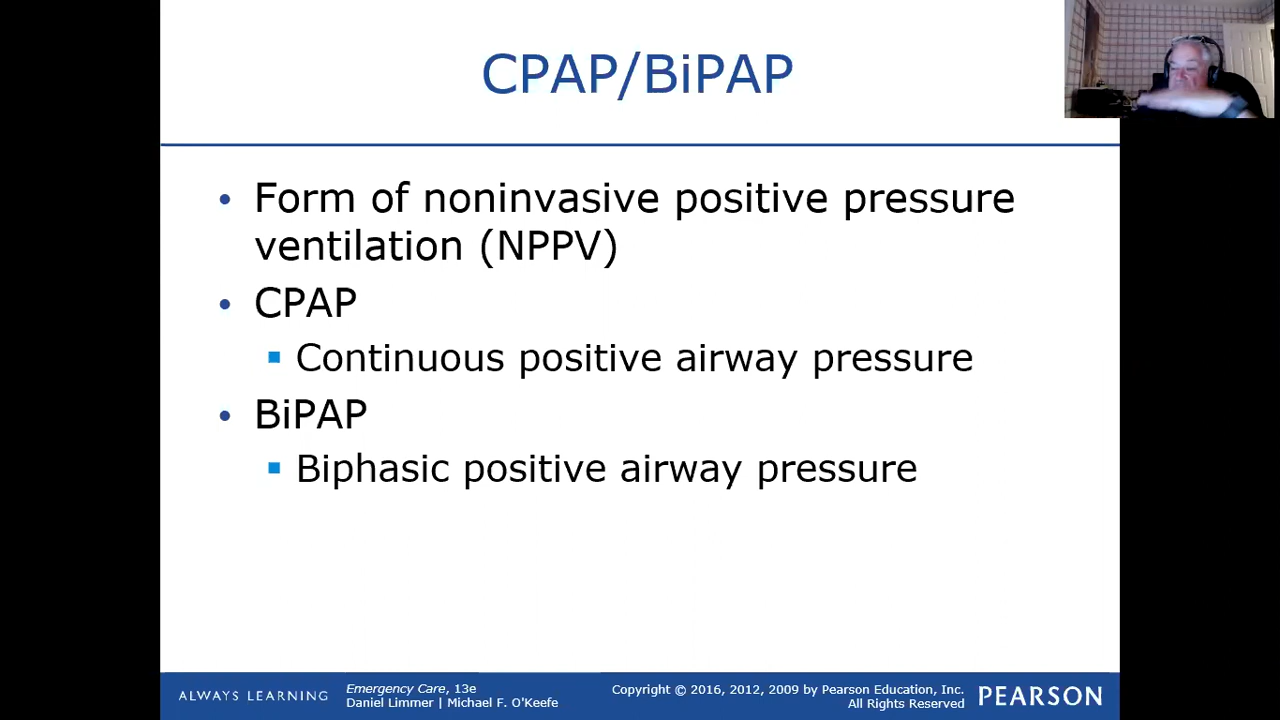 CPAP/BiPAP
• Form of noninvasive positive pressure
ventilation (NPPV)
• CPAP
▪ Continuous positive airway pressure
• BiPAP
▪ Biphasic positive airway pressure
ALWAYS LEARNING
Emergency Care, 13e
Daniel Limmer | Michael F. O'Keefe
Copyright © 2016, 2012, 2009 by Pearson Education, Inc.
All Rights Reserved
PEARSON